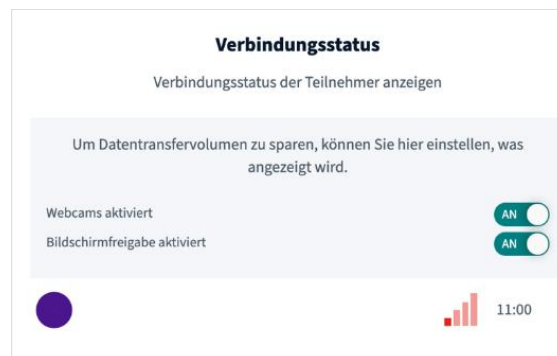 Verbindungsstatus
Verbindungsstatus der Teilnehmer anzeigen
Um Datentransfervolumen zu sparen, können Sie hier einstellen, was
angezeigt wird.
Webcams aktiviert AN
Bildschirmfreigabe aktiviert AN
11:00